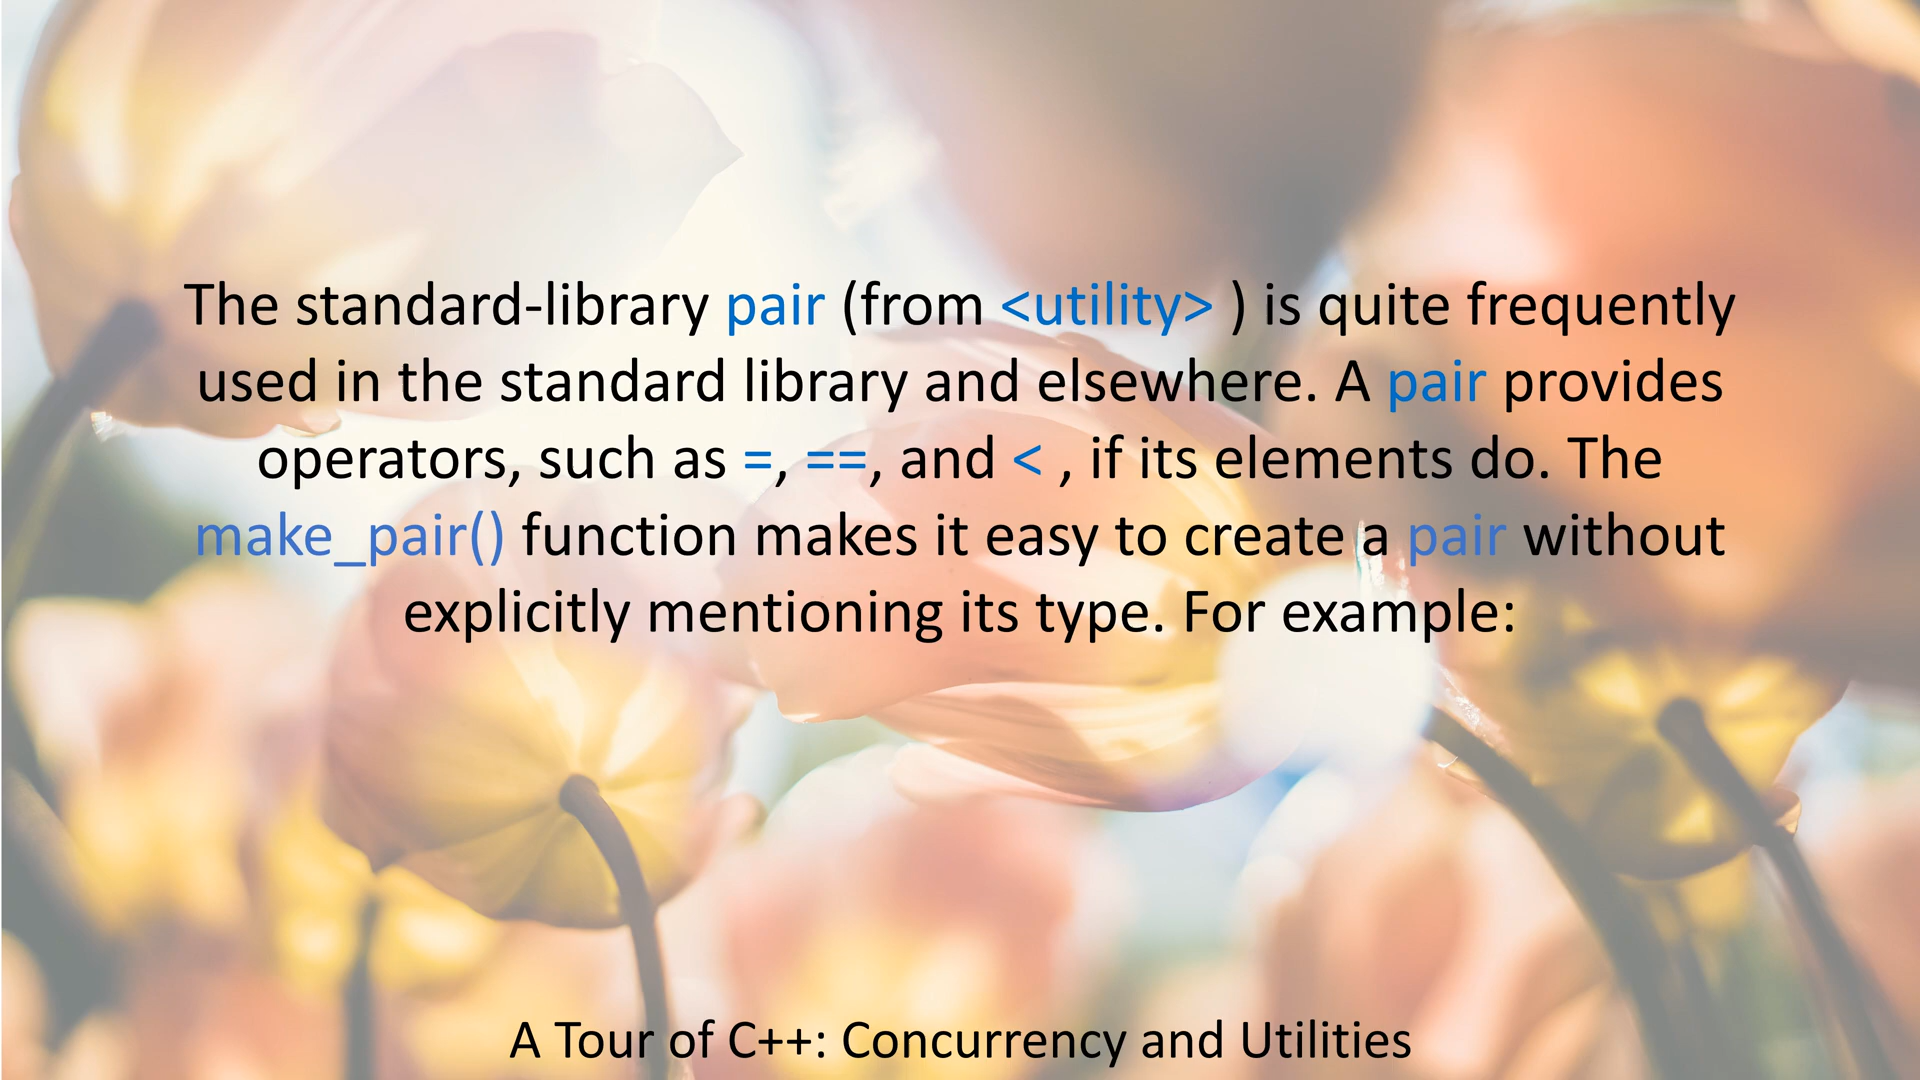 The standard-library pair (from <utility> ) is quite frequently
used in the standard library and elsewhere. A pair provides
operators, such as =, ==, and < , if its elements do. The
make_pair() function makes it easy to create a pair without
explicitly mentioning its type. For example:
A Tour of C++: Concurrency and Utilities